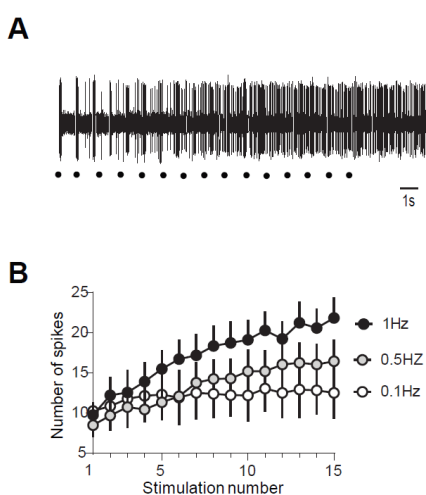 A
1s
B
Number of spikes
25
20
15
10
5
1Hz
0.5HZ
0.1Hz
1
5
10
15
Stimulation number